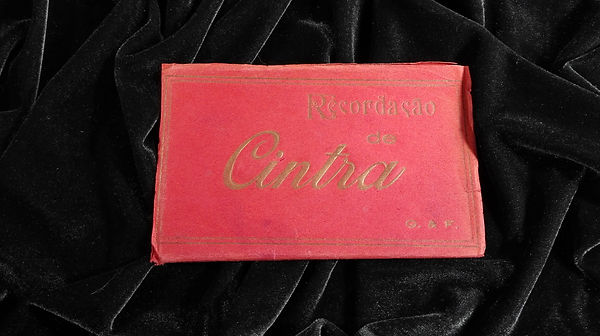 Recordação
de
Cintra
G. & F.